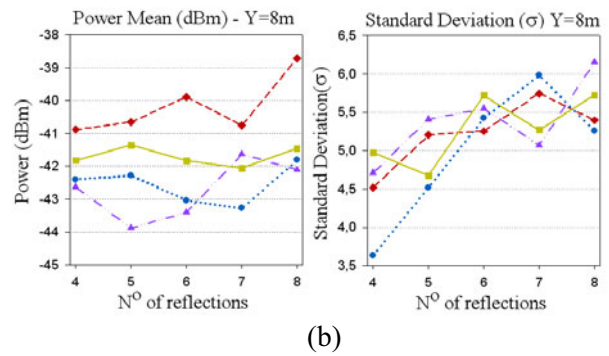 Power Mean (dBm) - Y=8m
Power (dBm)
-38
-39
-40
-41
-42
-43
-44
-45
4 5 6 7 8
Nº of reflections
Standard Deviation (σ) Y=8m
Standard Deviation(σ)
6,5
6,0
5,5
5,0
4,5
4,0
3,5
4 5 6 7 8
Nº of reflections
(b)